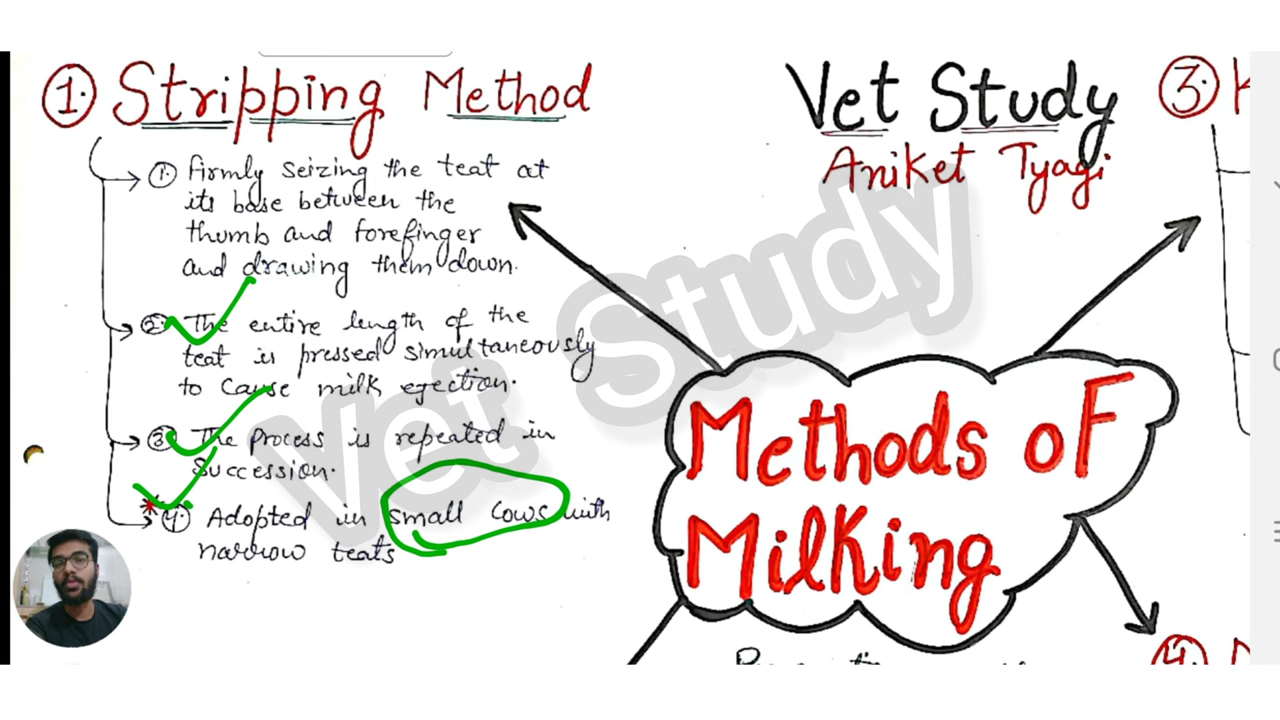 1. Stripping Method
1. Firmly seizing the teat at
its base between the
thumb and forefinger
and drawing them down.
2. The entire length of the
teat is pressed simultaneously
to cause milk ejection.
3. The process is repeated in
succession.
*4. Adopted in small cows with
narrow teats
Vet Study
Aniket Tyagi
3.
Vet Study
Methods of
Milking
4.